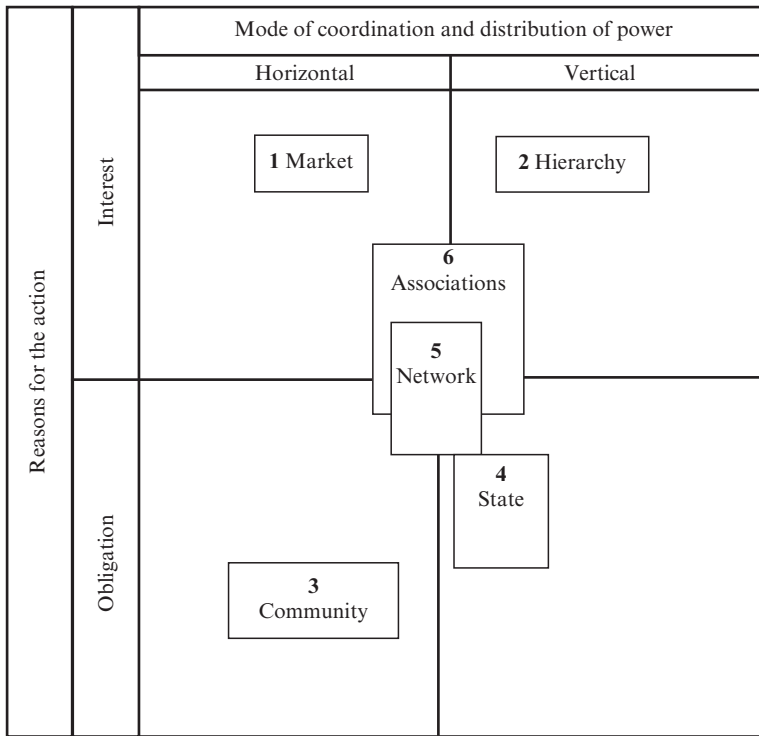 Mode of coordination and distribution of power
Horizontal
Vertical
Reasons for the action
Interest
1 Market
2 Hierarchy
6
Associations
5
Network
Obligation
4
State
3
Community